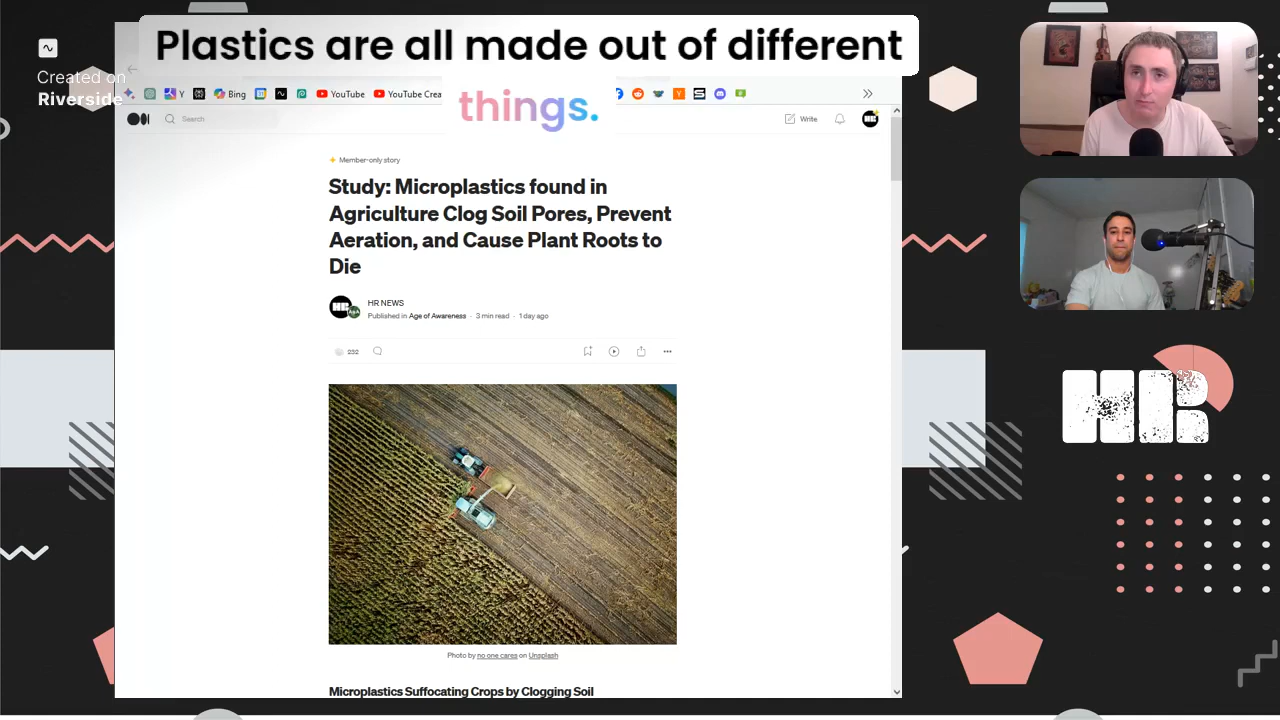 Plastics are all made out of different
things.
Created on
Riverside
Y
Bing
YouTube
YouTube Crea
Search
Write
Member-only story
Study: Microplastics found in
Agriculture Clog Soil Pores, Prevent
Aeration, and Cause Plant Roots to
Die
HR NEWS
Published in Age of Awareness · 3 min read · 1 day ago
232
HR
Photo by no one cares on Unsplash
Microplastics Suffocating Crops by Clogging Soil